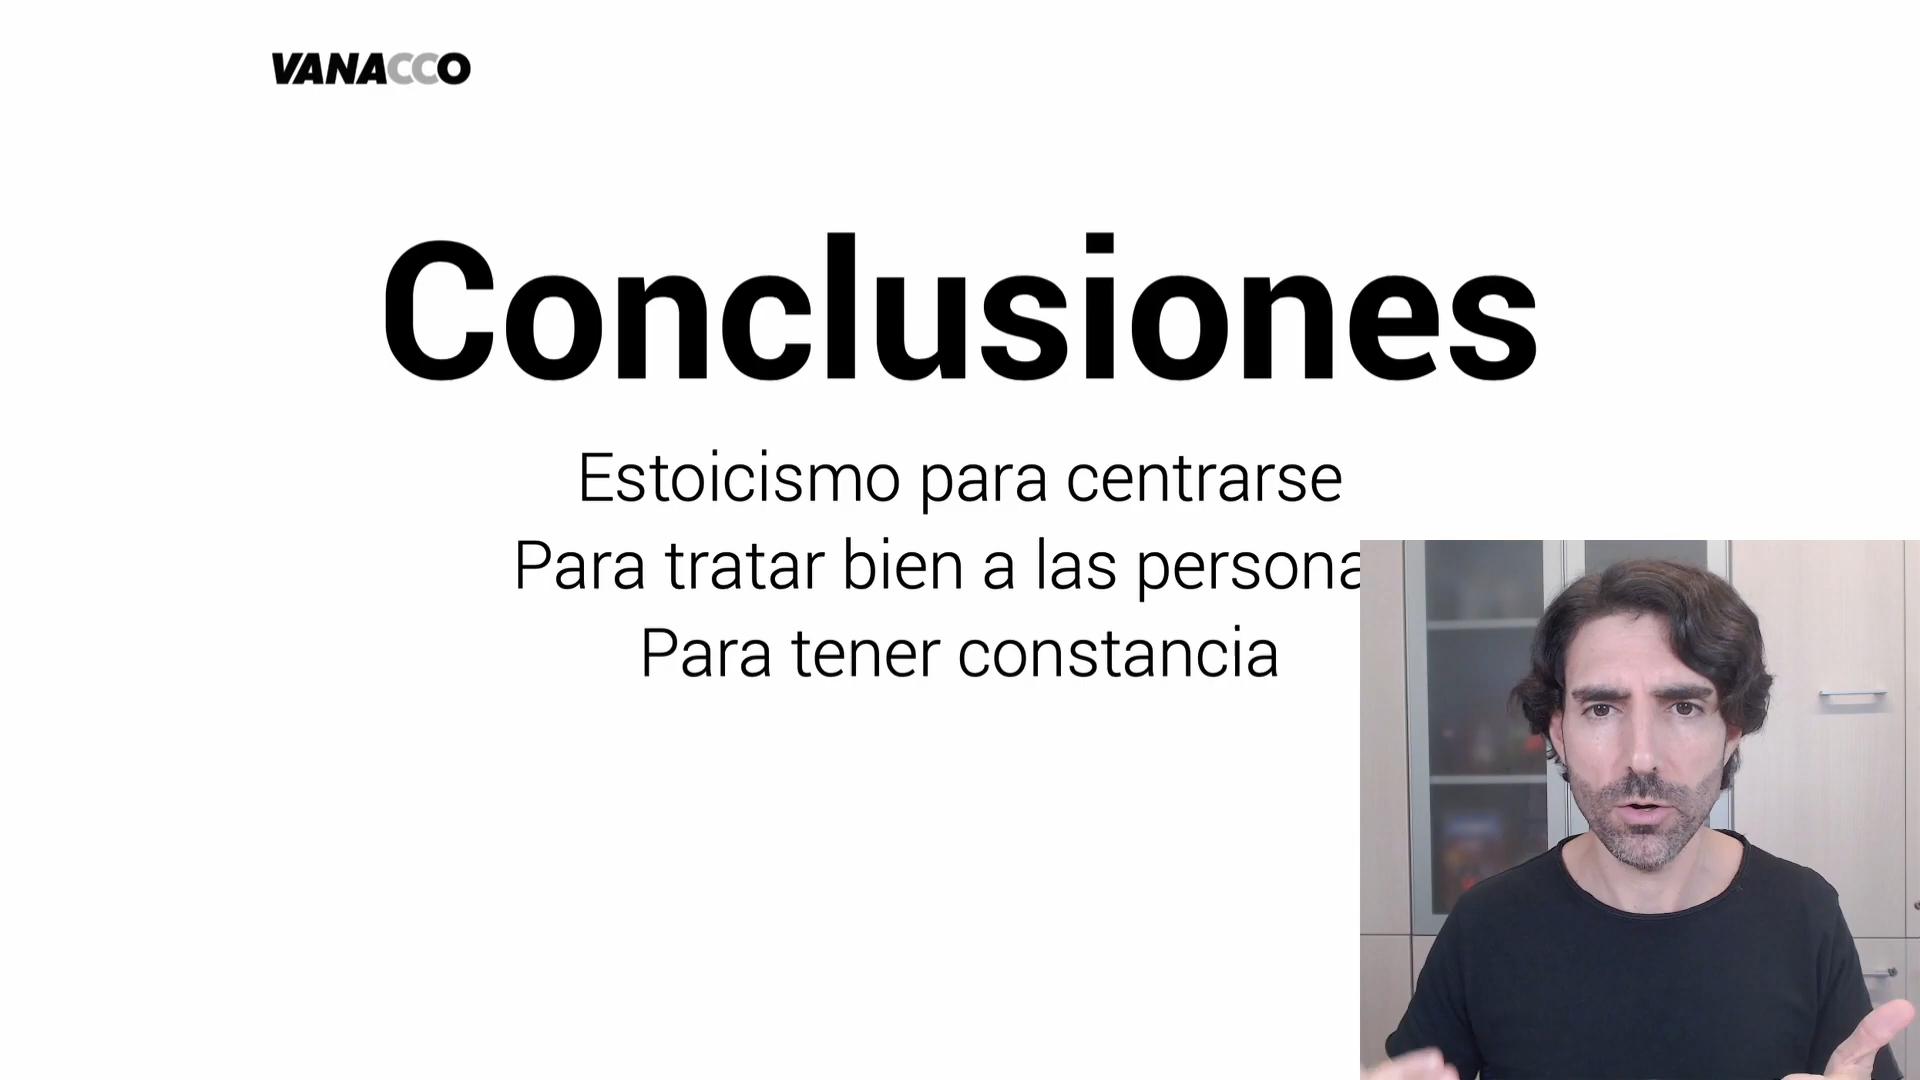 VANACCO
Conclusiones
Estoicismo para centrarse
Para tratar bien a las persona
Para tener constancia